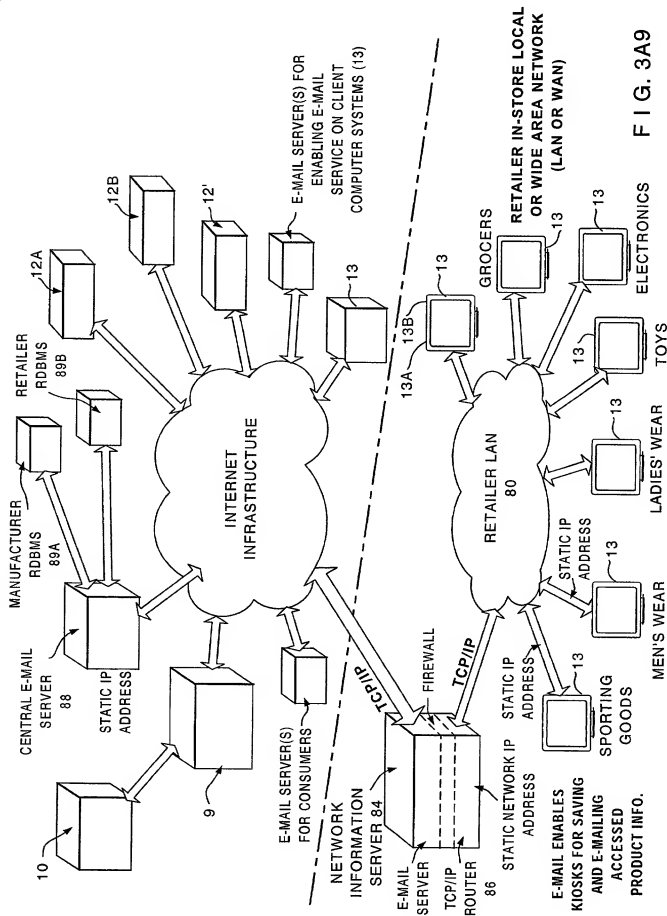 10
9
CENTRAL E-MAIL
SERVER
88
STATIC IP
ADDRESS
MANUFACTURER
RDBMS
89A
RETAILER
RDBMS
89B
12A
12B
12'
E-MAIL SERVER(S) FOR
ENABLING E-MAIL
SERVICE ON CLIENT
COMPUTER SYSTEMS (13)
13
INTERNET
INFRASTRUCTURE
E-MAIL SERVER(S)
FOR CONSUMERS
TCP/IP
NETWORK
INFORMATION
SERVER 84
FIREWALL
E-MAIL
SERVER
TCP/IP
ROUTER
86
STATIC NETWORK IP
ADDRESS
TCP/IP
RETAILER LAN
80
13A
13B
13
GROCERS
13
RETAILER IN-STORE LOCAL
OR WIDE AREA NETWORK
(LAN OR WAN)
13
ELECTRONICS
13
TOYS
13
LADIES' WEAR
STATIC IP
ADDRESS
13
MEN'S WEAR
STATIC IP
ADDRESS
13
SPORTING
GOODS
E-MAIL ENABLES
KIOSKS FOR SAVING
AND E-MAILING
ACCESSED
PRODUCT INFO.
FIG. 3A9